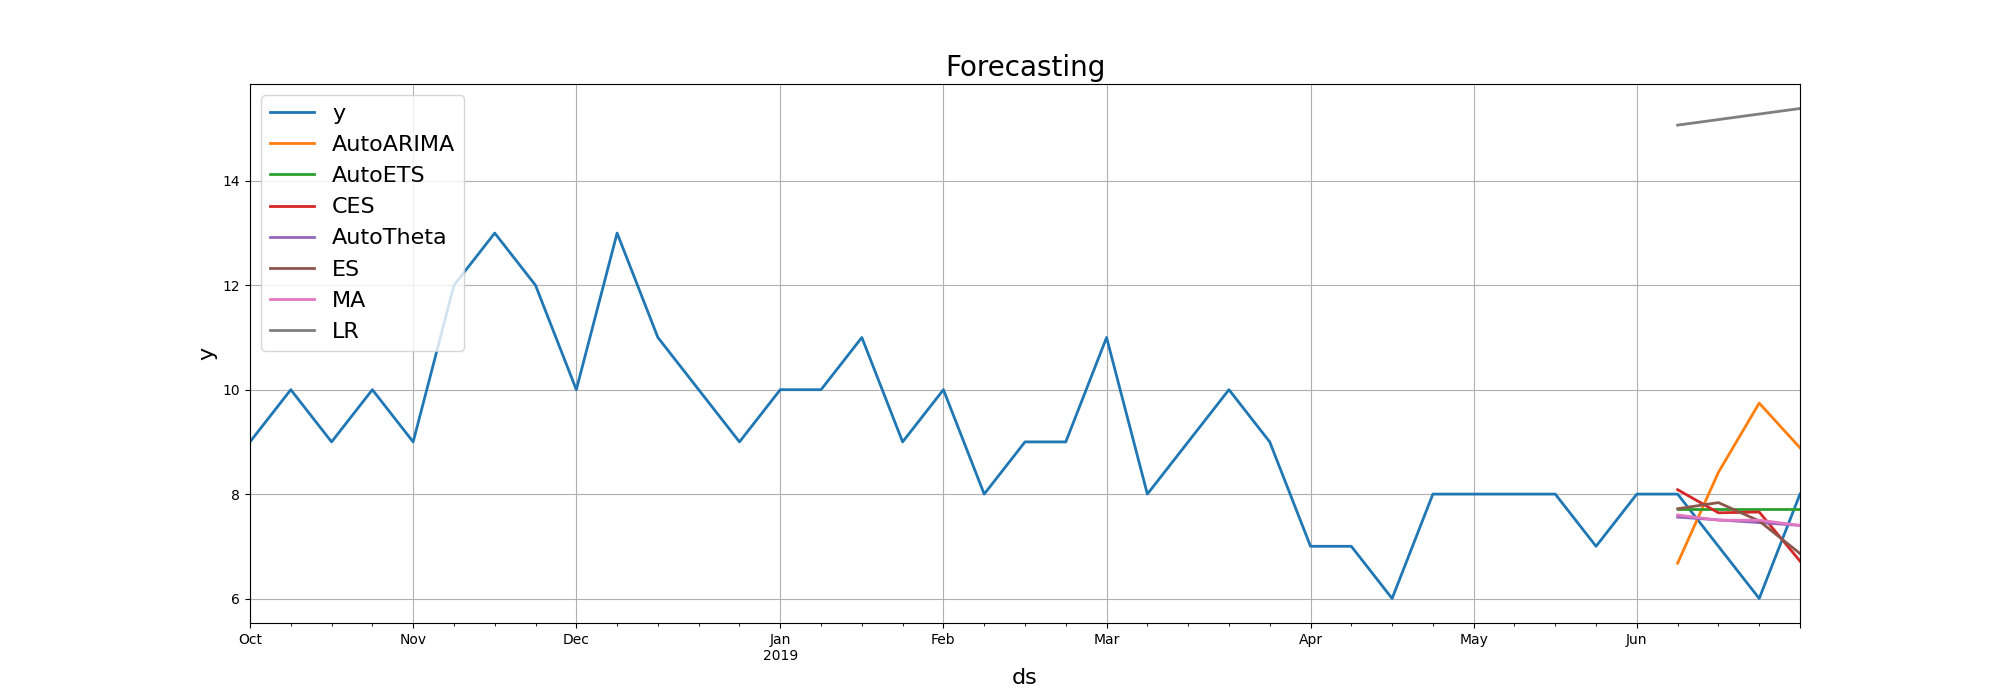 Forecasting
y
AutoARIMA
AutoETS
CES
AutoTheta
ES
MA
LR
y
14
12
10
8
6
Oct Nov Dec Jan Feb Mar Apr May Jun
2019
ds